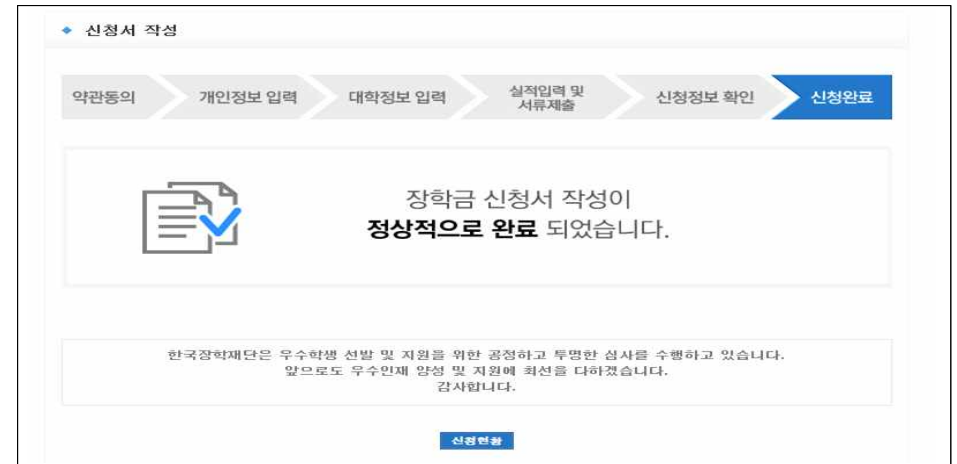 신청서 작성
약관동의
개인정보 입력
대학정보 입력
실적입력 및
서류제출
신청정보 확인
신청완료
장학금 신청서 작성이
정상적으로 완료 되었습니다.
한국장학재단은 우수학생 선발 및 지원을 위한 공정하고 투명한 심사를 수행하고 있습니다.
앞으로도 우수인재 양성 및 지원에 최선을 다하겠습니다.
감사합니다.
신청현황